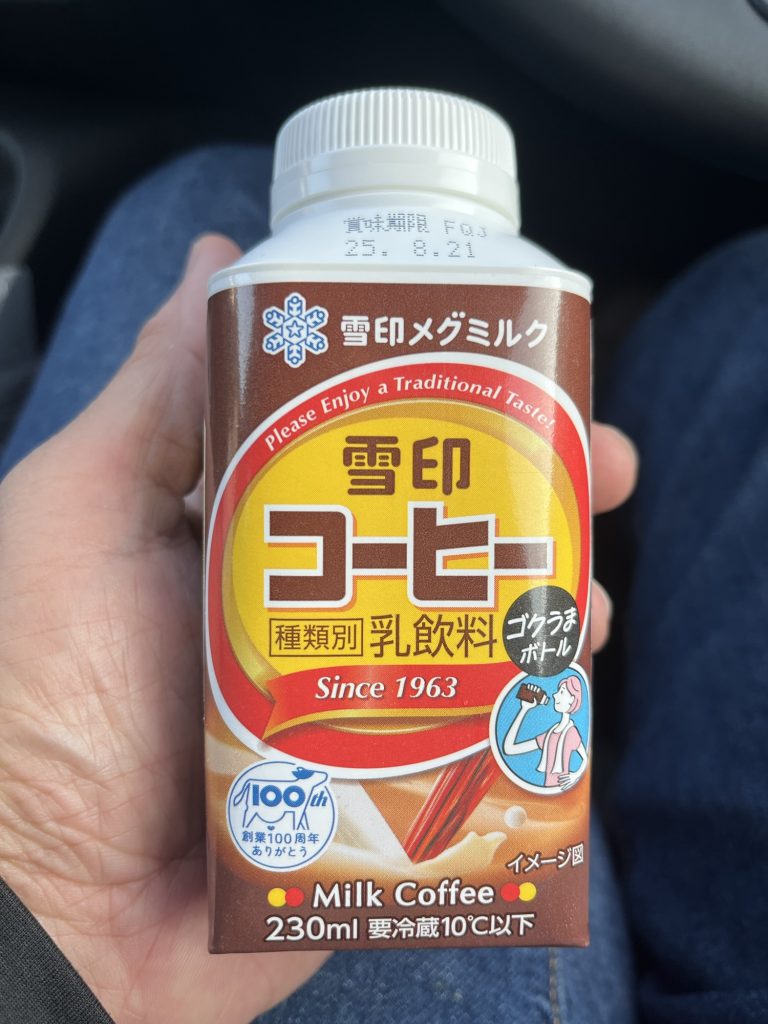 賞味期限 FQJ
25. 8.21
雪印メグミルク
Please Enjoy a Traditional Taste!
雪印
コーヒー
種類別 乳飲料
ゴクうま
ボトル
Since 1963
100th
創業100周年
ありがとう
イメージ図
Milk Coffee
230ml 要冷蔵10℃以下